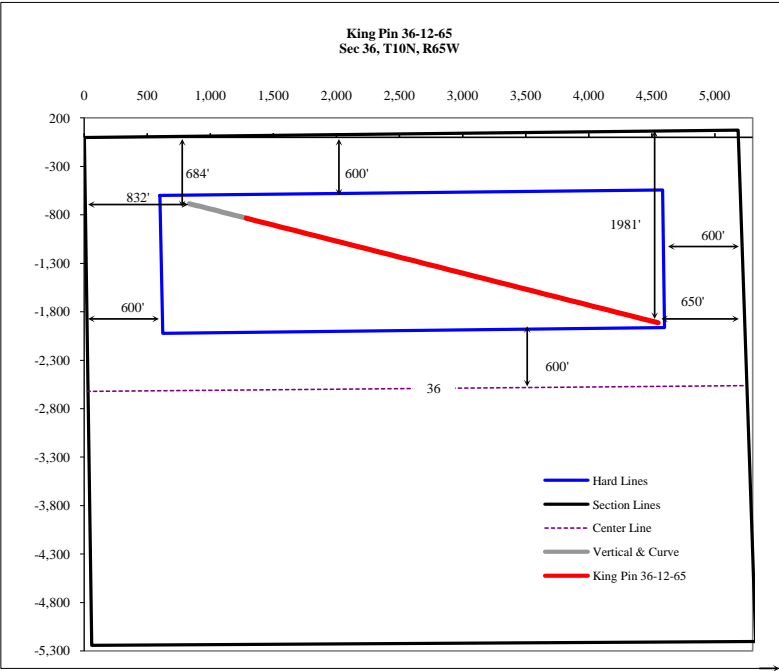 King Pin 36-12-65
Sec 36, T10N, R65W
0 500 1,000 1,500 2,000 2,500 3,000 3,500 4,000 4,500 5,000
200
-300
-800
-1,300
-1,800
-2,300
-2,800
-3,300
-3,800
-4,300
-4,800
-5,300
684'
600'
832'
1981'
600'
600'
650'
600'
36
Hard Lines
Section Lines
Center Line
Vertical & Curve
King Pin 36-12-65